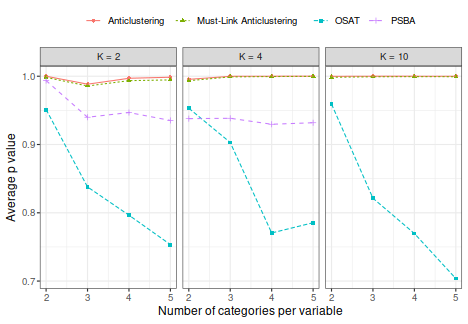 Anticlustering Must-Link Anticlustering OSAT PSBA
K = 2 K = 4 K = 10
1.0
0.9
0.8
0.7
Average p value
2 3 4 5 2 3 4 5 2 3 4 5
Number of categories per variable